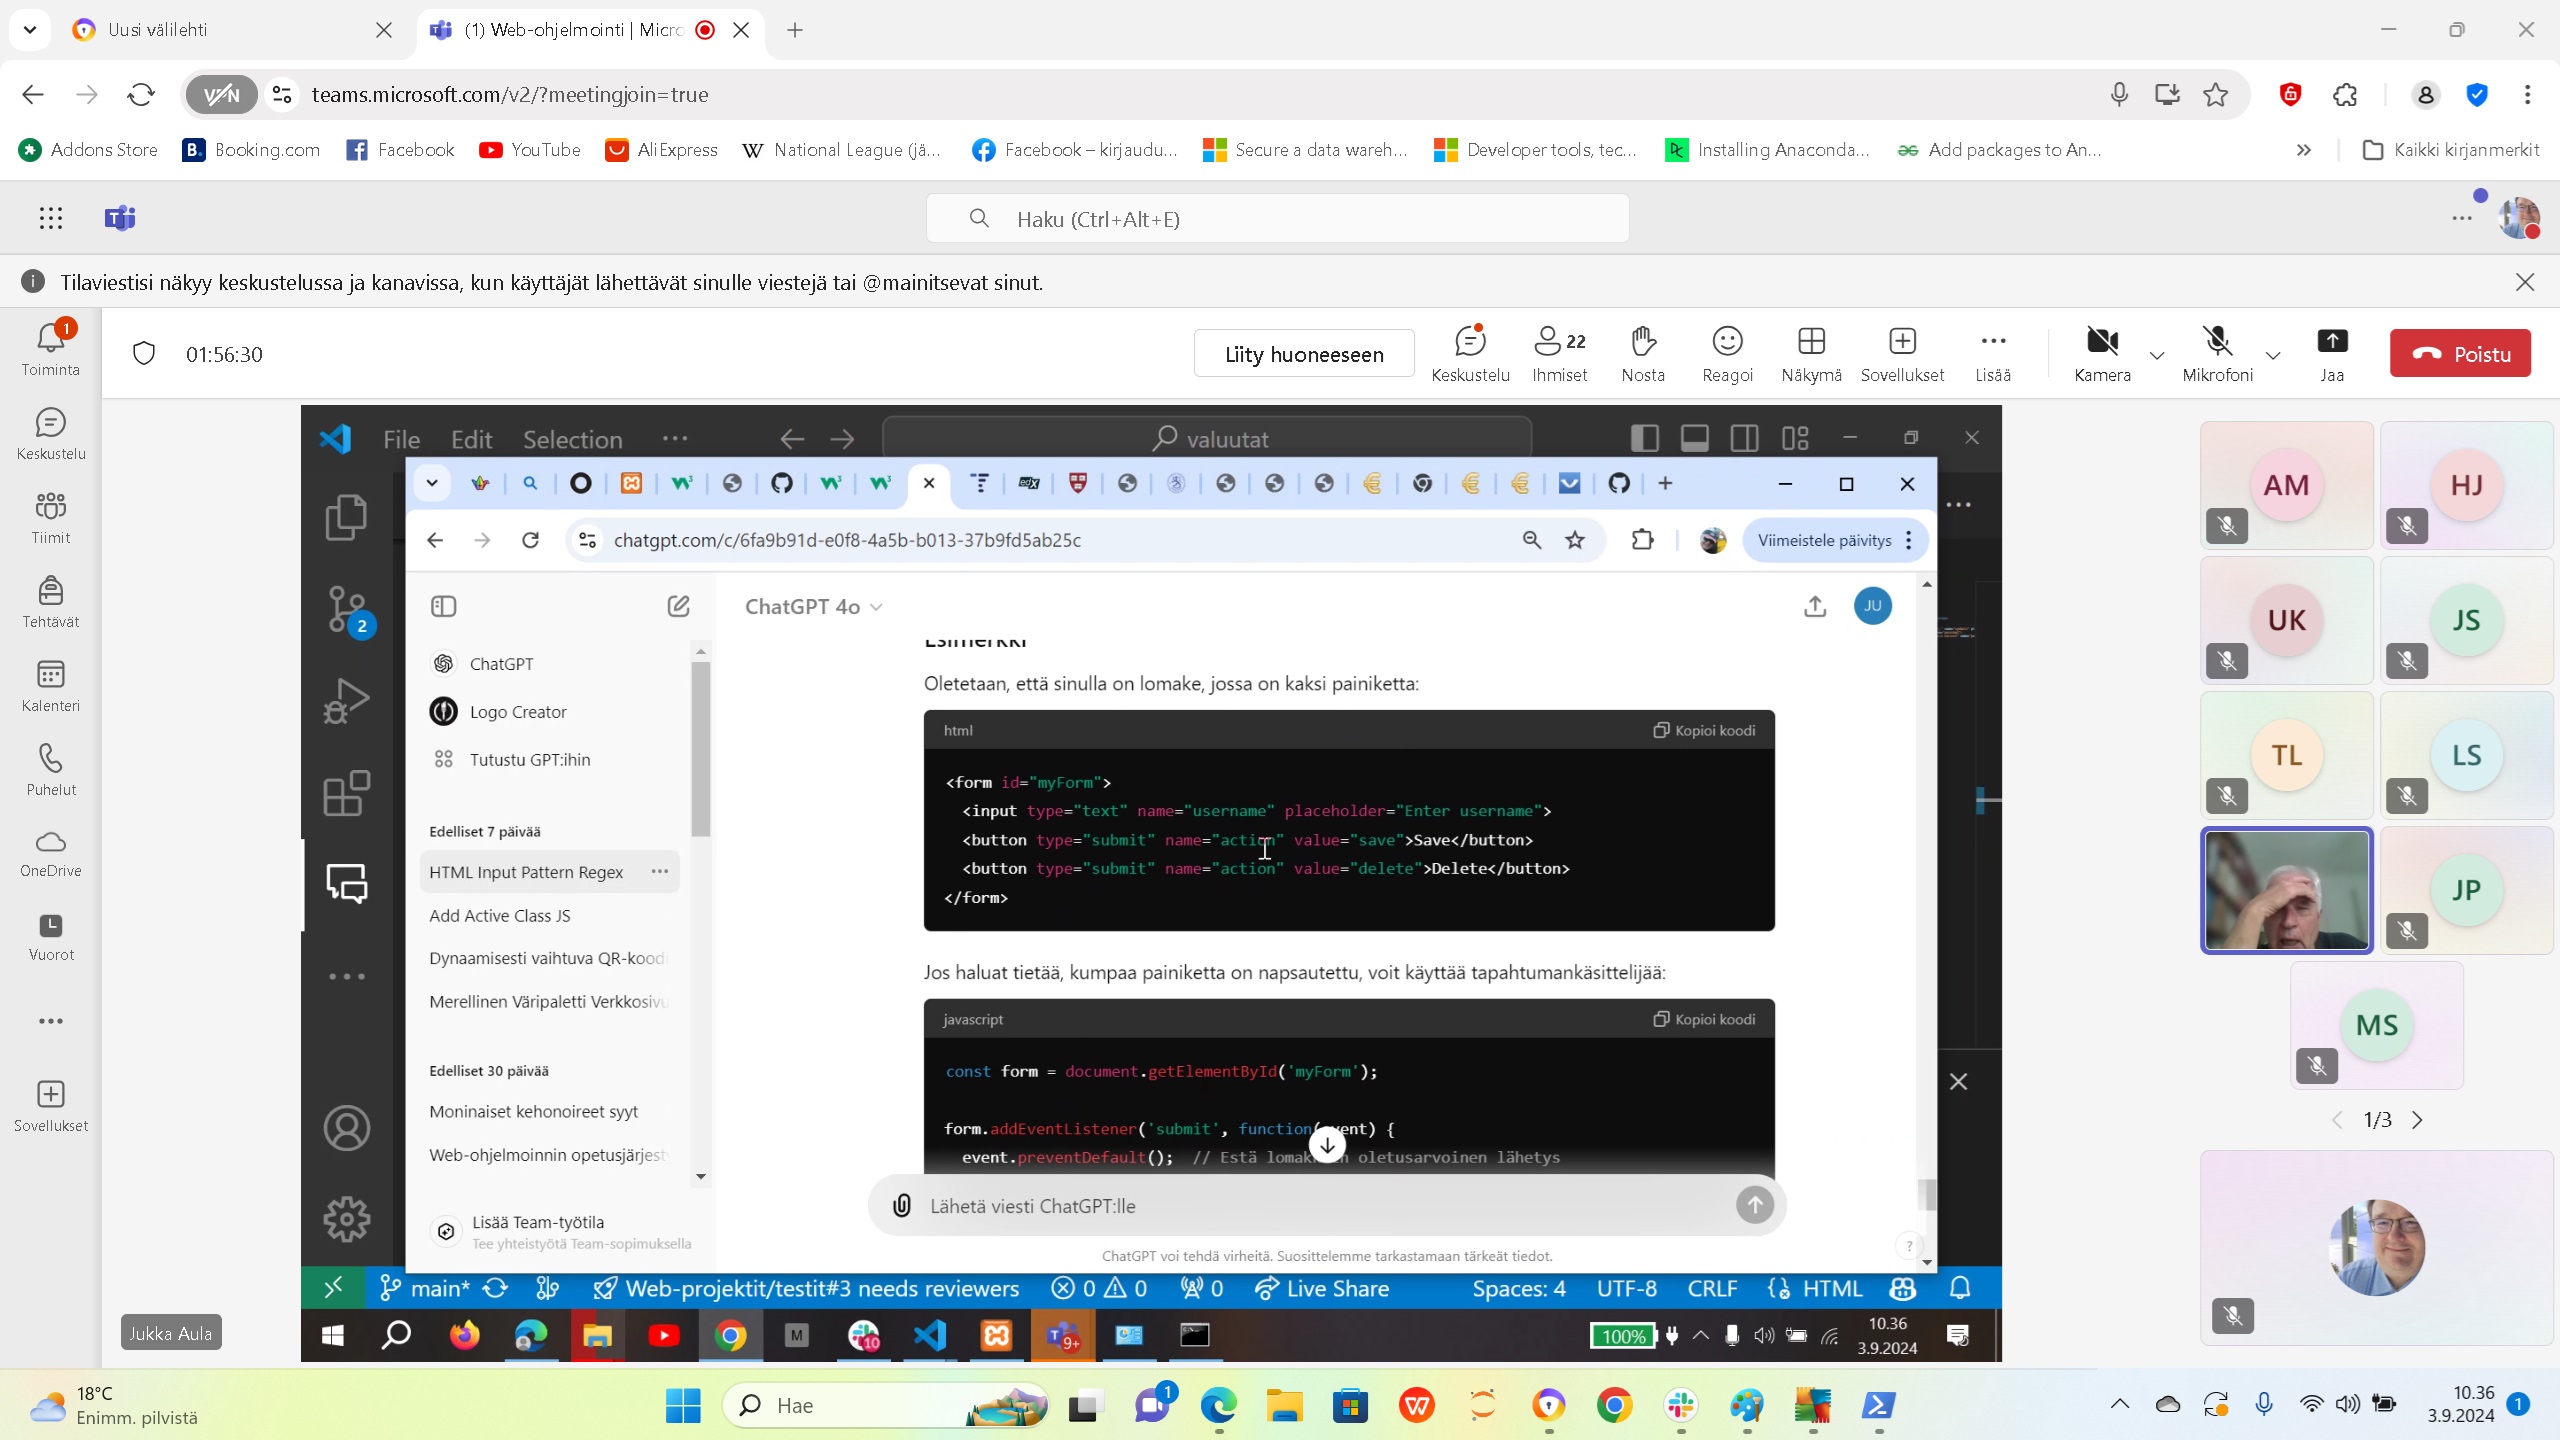 Uusi välilehti
(1) Web-ohjelmointi | Micro
VPN
teams.microsoft.com/v2/?meetingjoin=true
Addons Store
Booking.com
Facebook
YouTube
AliExpress
National League (jä...
Facebook – kirjaudu...
Secure a data wareh...
Developer tools, tec...
Installing Anaconda...
Add packages to An...
Kaikki kirjanmerkit
Haku (Ctrl+Alt+E)
Tilaviestisi näkyy keskustelussa ja kanavissa, kun käyttäjät lähettävät sinulle viestejä tai @mainitsevat sinut.
1
Toiminta
Keskustelu
Tiimit
Tehtävät
Kalenteri
Puhelut
OneDrive
Vuorot
Sovellukset
01:56:30
Liity huoneeseen
Keskustelu
22
Ihmiset
Nosta
Reagoi
Näkymä
Sovellukset
Lisää
Kamera
Mikrofoni
Jaa
Poistu
File Edit Selection
valuutat
2
chatgpt.com/c/6fa9b91d-e0f8-4a5b-b013-37b9fd5ab25c
Viimeistele päivitys
ChatGPT
Logo Creator
Tutustu GPT:ihin
Edelliset 7 päivää
HTML Input Pattern Regex
Add Active Class JS
Dynaamisesti vaihtuva QR-koodi
Merellinen Väripaletti Verkkosivu
Edelliset 30 päivää
Moninaiset kehonoireet syyt
Web-ohjelmoinnin opetusjärjest
Lisää Team-työtila
Tee yhteistyötä Team-sopimuksella
ChatGPT 4o
JU
Esimerkki
Oletetaan, että sinulla on lomake, jossa on kaksi painiketta:
html
Kopioi koodi
<form id="myForm">
<input type="text" name="username" placeholder="Enter username">
<button type="submit" name="action" value="save">Save</button>
<button type="submit" name="action" value="delete">Delete</button>
</form>
Jos haluat tietää, kumpaa painiketta on napsautettu, voit käyttää tapahtumankäsittelijää:
javascript
Kopioi koodi
const form = document.getElementById('myForm');
form.addEventListener('submit', function(event) {
event.preventDefault(); // Estä lomakkeen oletusarvoinen lähetys
Lähetä viesti ChatGPT:lle
ChatGPT voi tehdä virheitä. Suosittelemme tarkastamaan tärkeät tiedot.
?
main*
Web-projektit/testit#3 needs reviewers
0 0
0
Live Share
Spaces: 4
UTF-8
CRLF
HTML
M
10
9+
100%
10.36
3.9.2024
Jukka Aula
AM
HJ
UK
JS
TL
LS
JP
MS
1/3
18°C
Enimm. pilvistä
Hae
1
10.36
3.9.2024
1